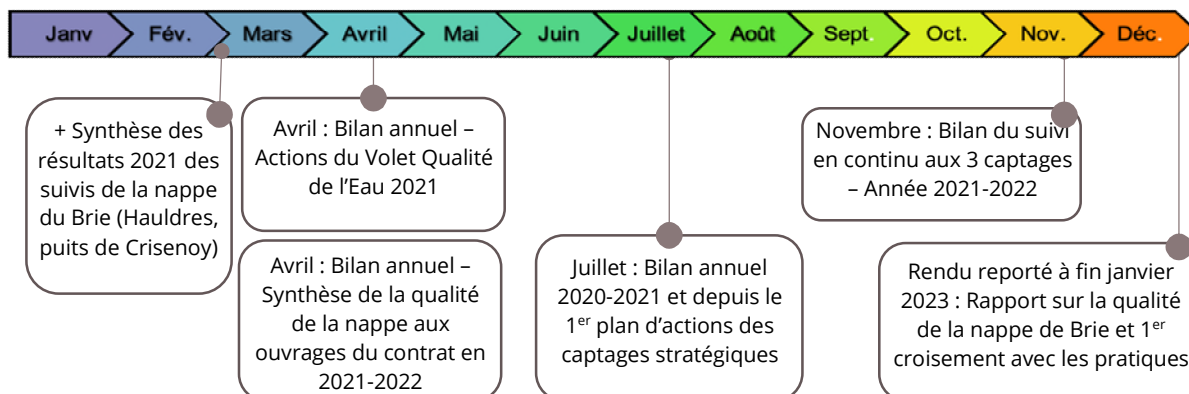 Janv Fév. Mars Avril Mai Juin Juillet Août Sept. Oct. Nov. Déc.
+ Synthèse des
résultats 2021 des
suivis de la nappe
du Brie (Hauldres,
puits de Crisenoy)
Avril : Bilan annuel –
Actions du Volet Qualité
de l’Eau 2021
Avril : Bilan annuel –
Synthèse de la qualité
de la nappe aux
ouvrages du contrat en
2021-2022
Juillet : Bilan annuel
2020-2021 et depuis le
1er plan d’actions des
captages stratégiques
Novembre : Bilan du suivi
en continu aux 3 captages
– Année 2021-2022
Rendu reporté à fin janvier
2023 : Rapport sur la qualité
de la nappe de Brie et 1er
croisement avec les pratiques